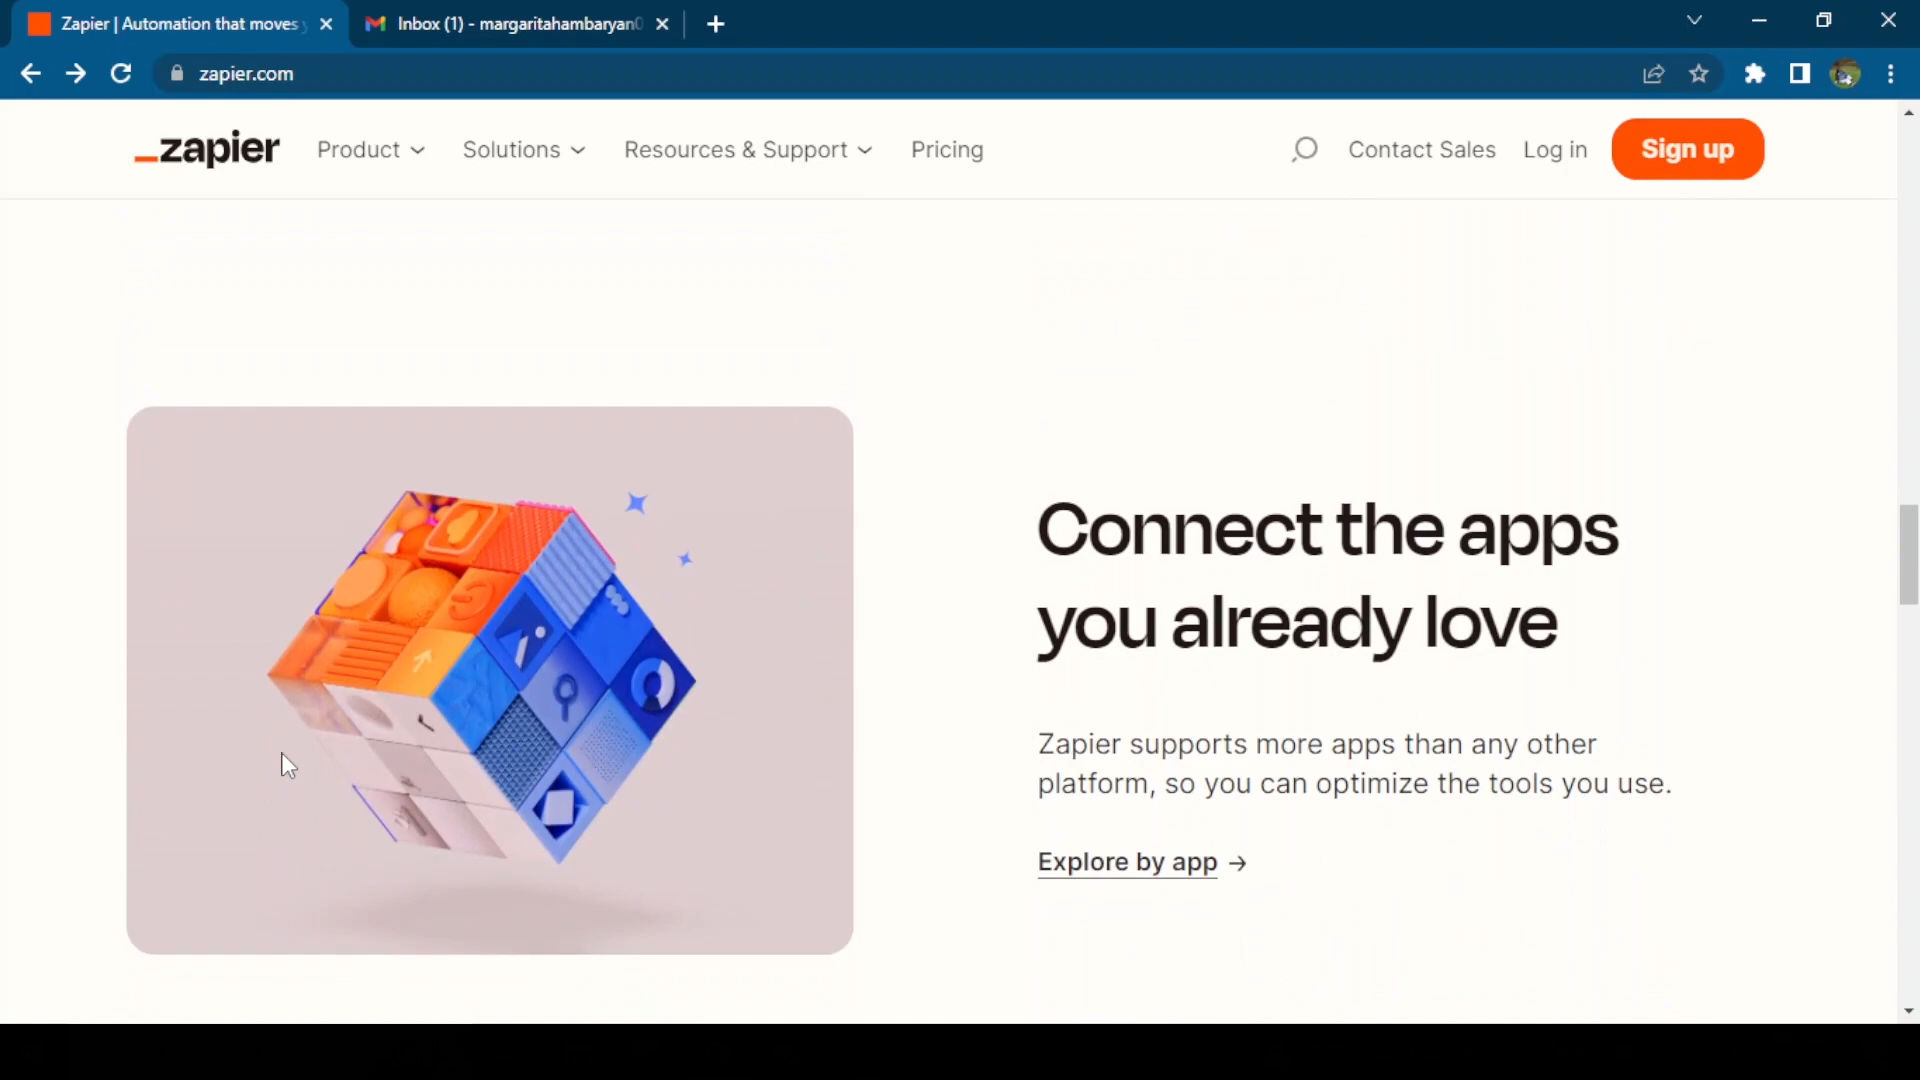 Zapier | Automation that moves
Inbox (1) - margaritahambaryan
zapier.com
zapier
Product
Solutions
Resources & Support
Pricing
Contact Sales
Log in
Sign up
Connect the apps
you already love
Zapier supports more apps than any other
platform, so you can optimize the tools you use.
Explore by app →